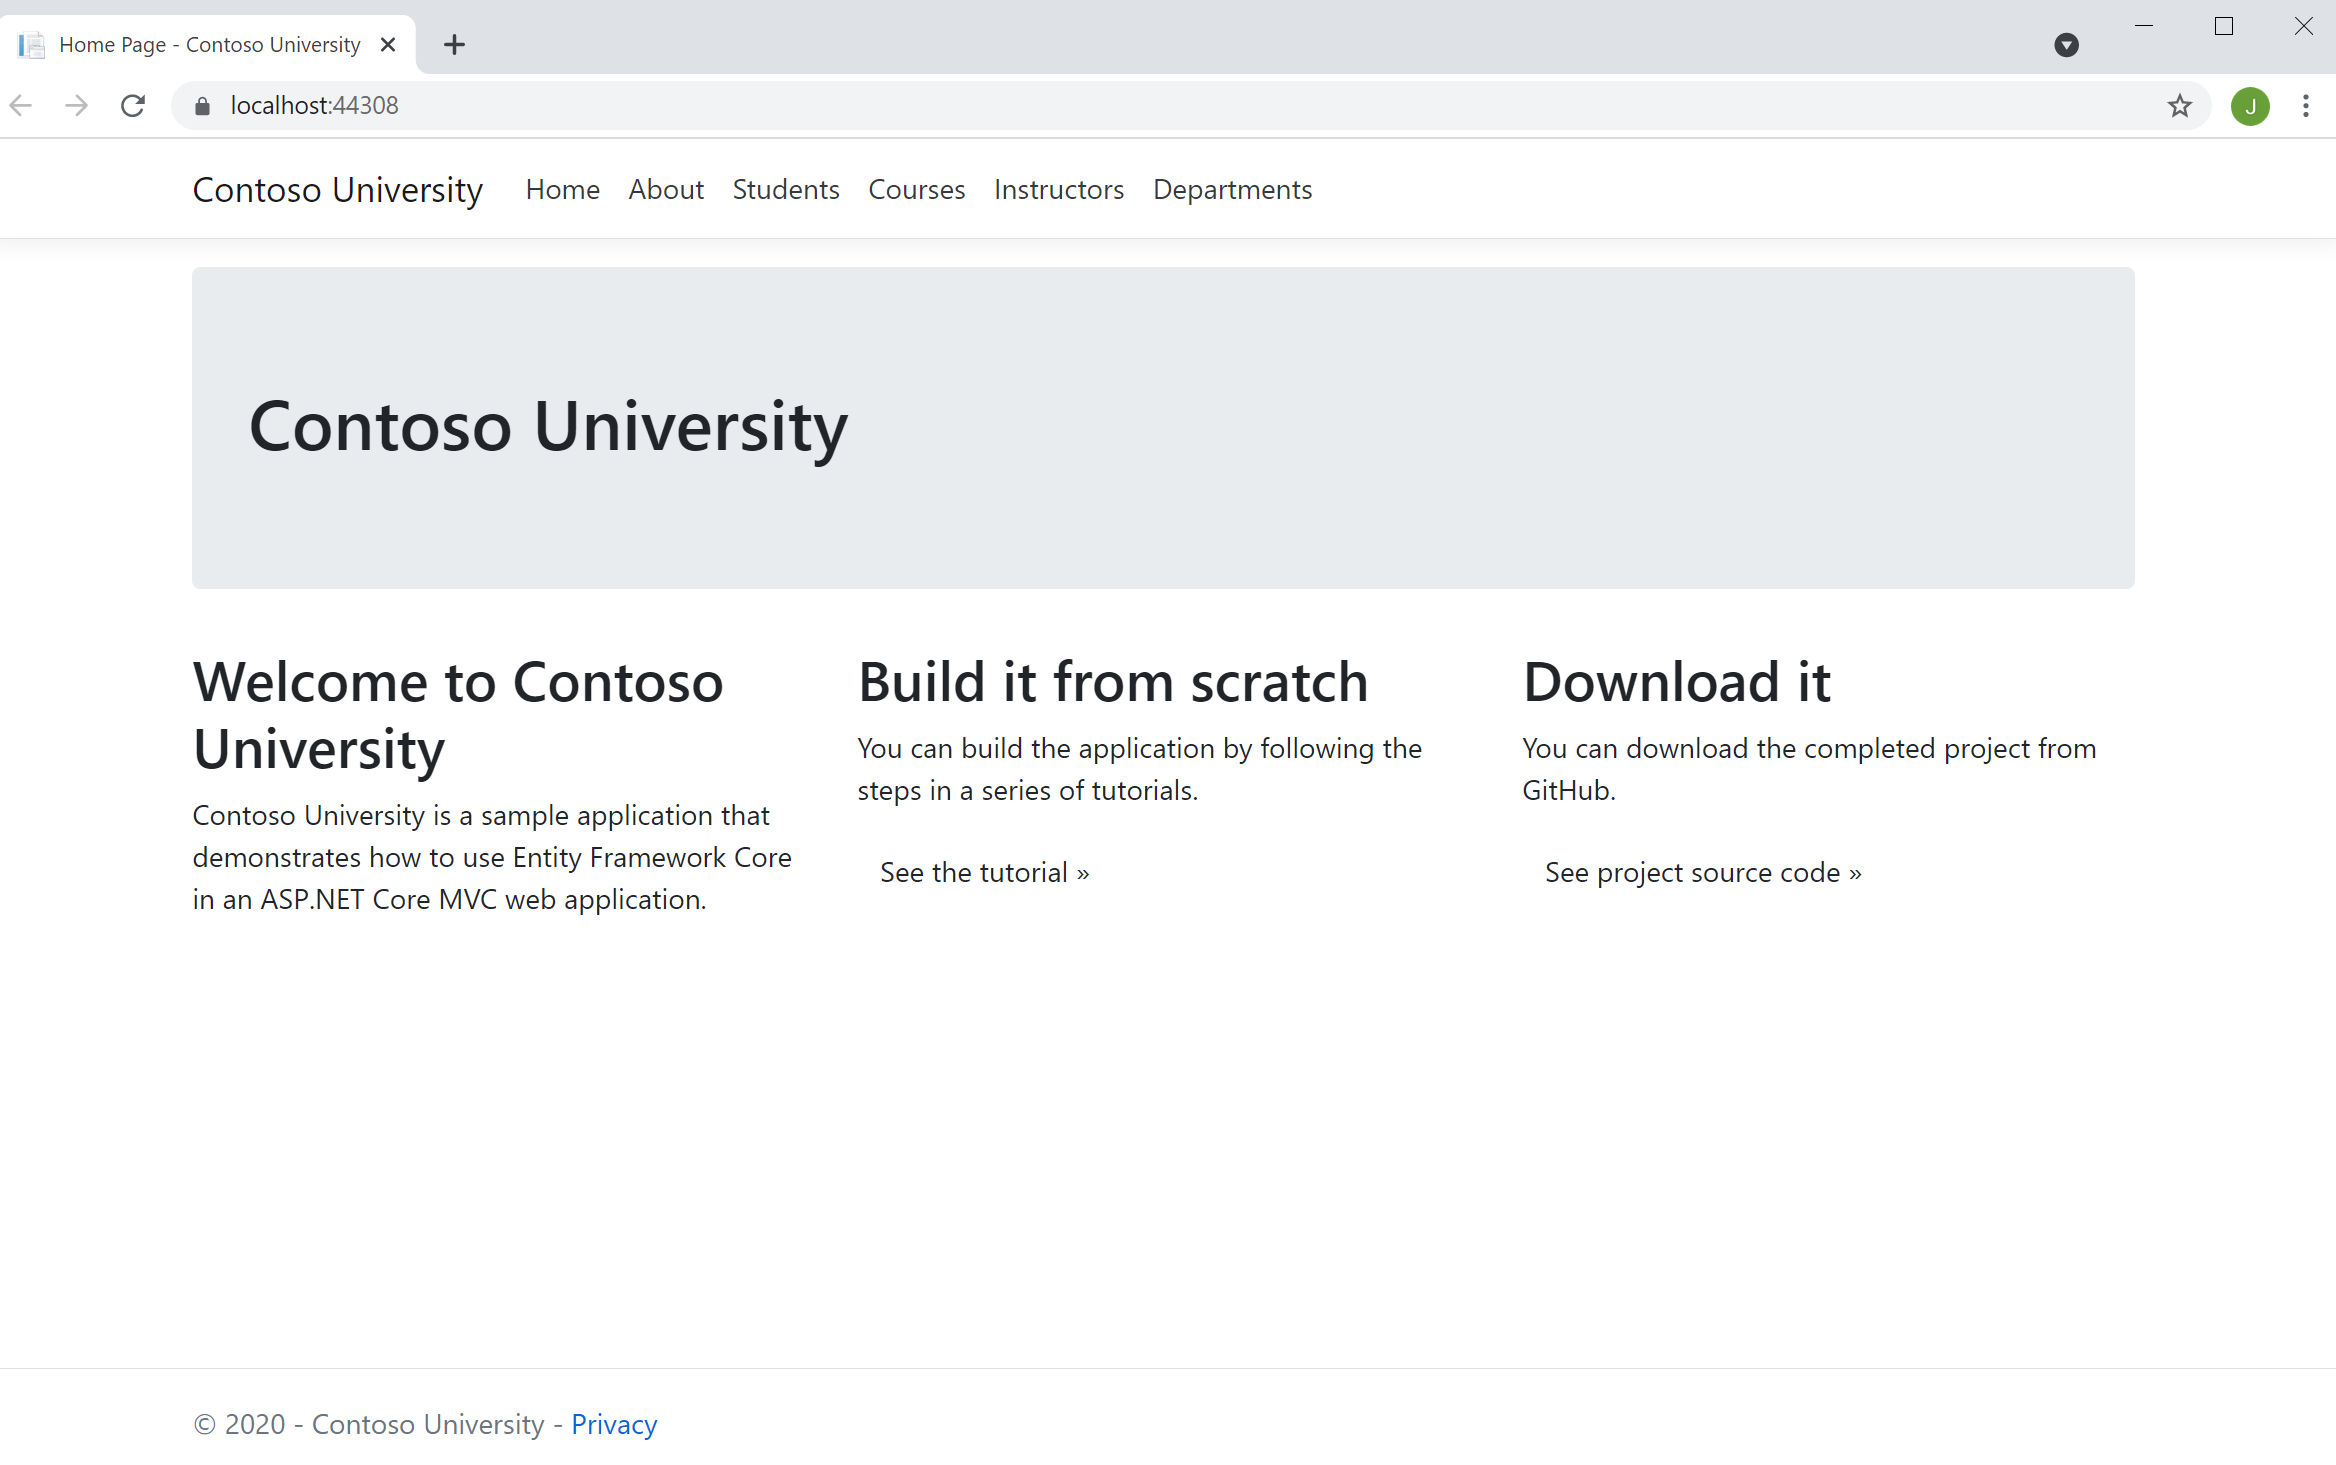 Home Page - Contoso University
localhost:44308
J
Contoso University Home About Students Courses Instructors Departments
Contoso University
Welcome to Contoso
University
Contoso University is a sample application that
demonstrates how to use Entity Framework Core
in an ASP.NET Core MVC web application.
Build it from scratch
You can build the application by following the
steps in a series of tutorials.
See the tutorial »
Download it
You can download the completed project from
GitHub.
See project source code »
© 2020 - Contoso University - Privacy